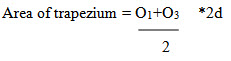 Area of trapezium = O1+O3 *2d
2